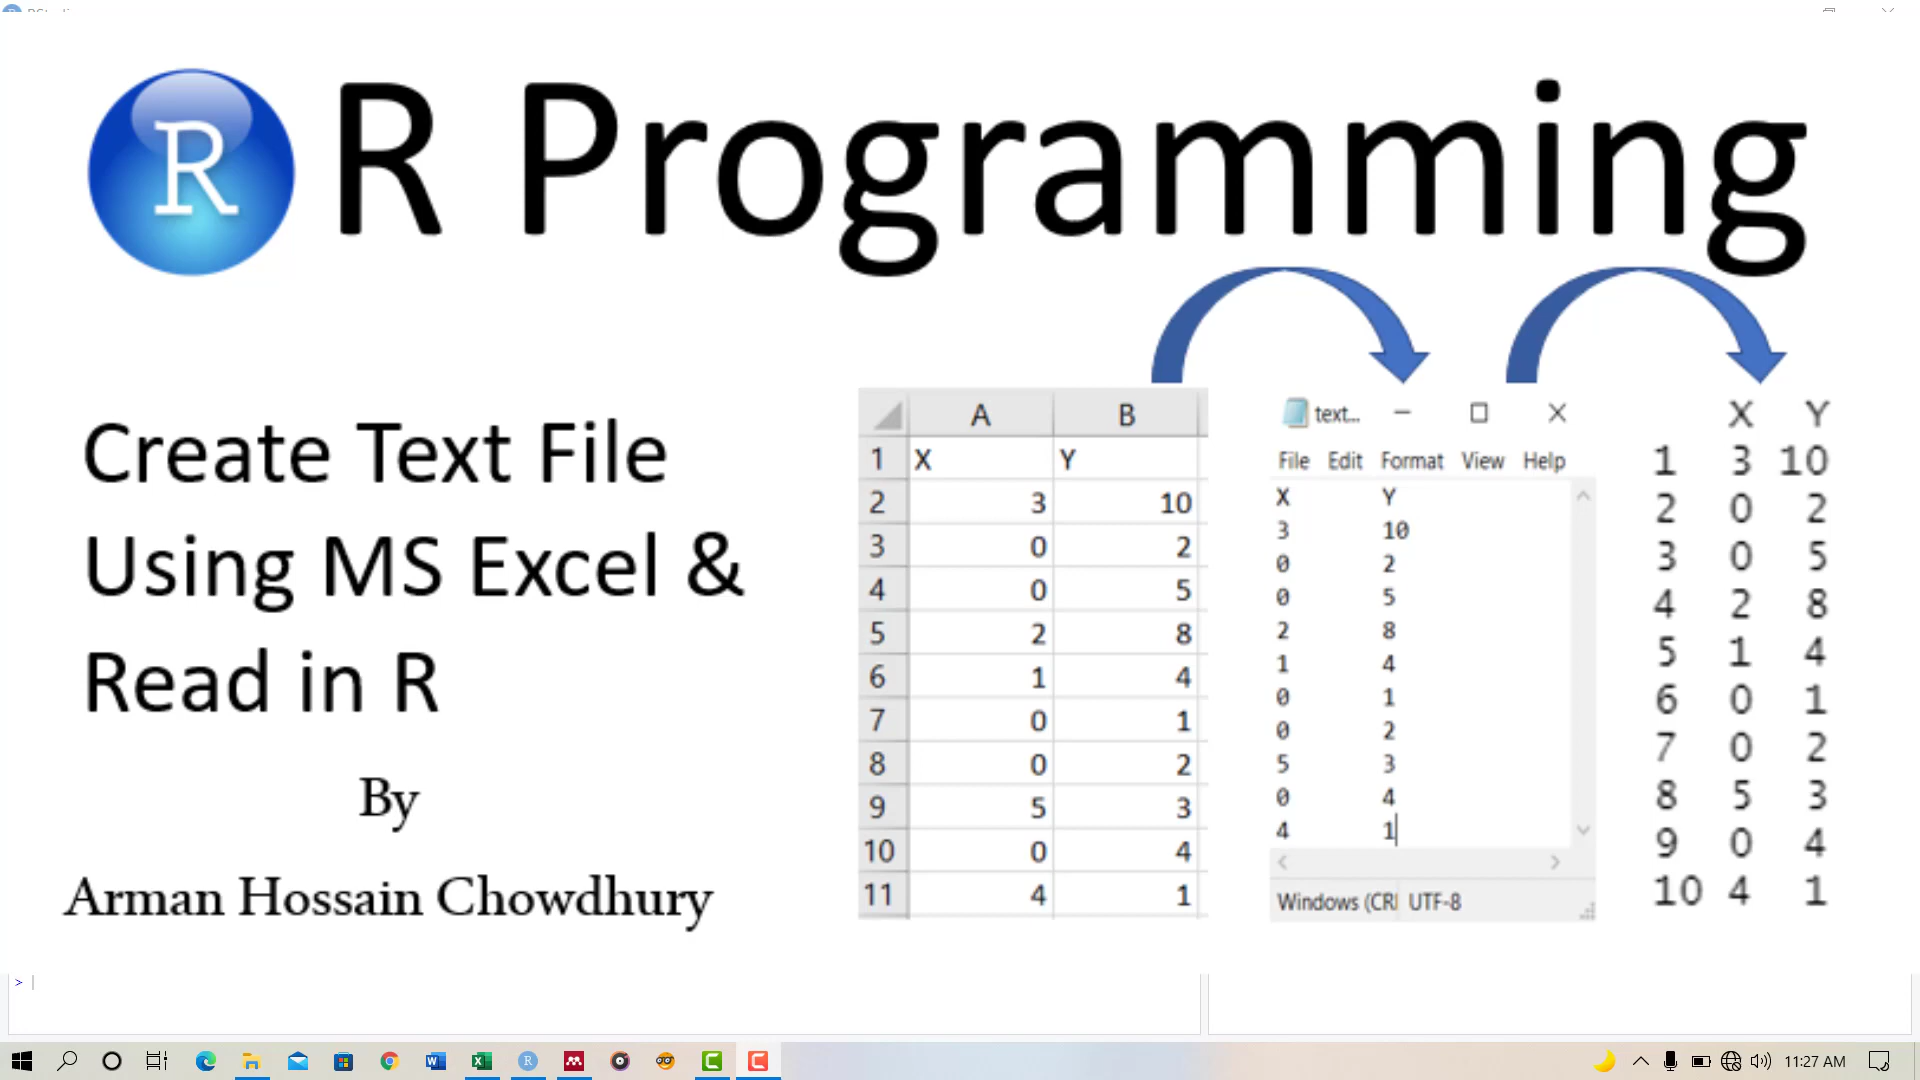 R R Programming
Create Text File
Using MS Excel &
Read in R
By
Arman Hossain Chowdhury
A B
1 X Y
2 3 10
3 0 2
4 0 5
5 2 8
6 1 4
7 0 1
8 0 2
9 5 3
10 0 4
11 4 1
text...
File Edit Format View Help
X Y
3 10
0 2
0 5
2 8
1 4
0 1
0 2
5 3
0 4
4 1
Windows (CRI UTF-8
X Y
1 3 10
2 0 2
3 0 5
4 2 8
5 1 4
6 0 1
7 0 2
8 5 3
9 0 4
10 4 1
>
11:27 AM